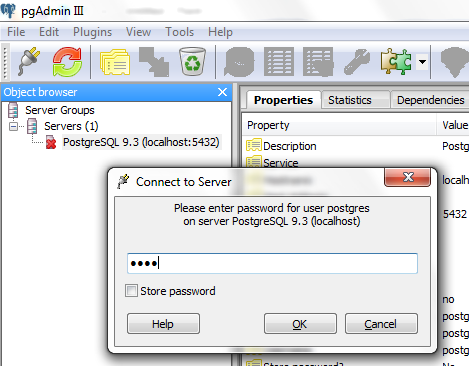 pgAdmin III
File Edit Plugins View Tools Help
Object browser
Server Groups
Servers (1)
PostgreSQL 9.3 (localhost:5432)
Properties Statistics Dependencies
Property Value
Description Postg
Service
5432
Connect to Server
Please enter password for user postgres
on server PostgreSQL 9.3 (localhost)
••••
Store password
Help OK Cancel
no
postg
postg
postg
Store password? No